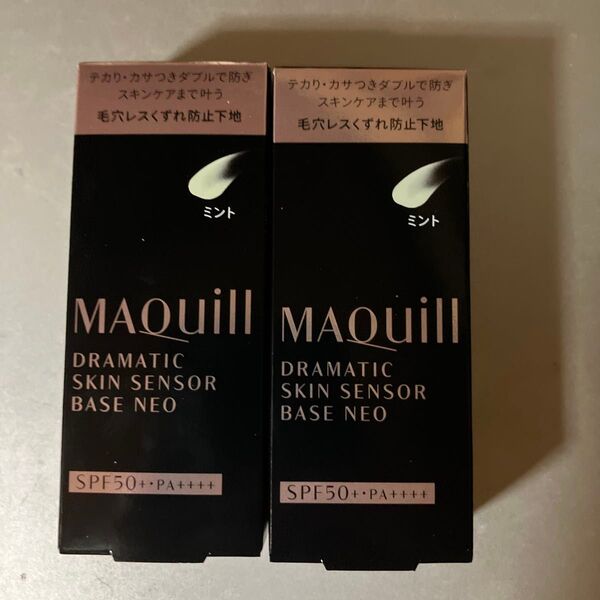 テカリ・カサつきダブルで防ぎ
スキンケアまで叶う
毛穴レスくずれ防止下地
ミント
MAQuill
DRAMATIC
SKIN SENSOR
BASE NEO
SPF50+・PA++++
テカリ・カサつきダブルで防ぎ
スキンケアまで叶う
毛穴レスくずれ防止下地
ミント
MAQuill
DRAMATIC
SKIN SENSOR
BASE NEO
SPF50+・PA++++